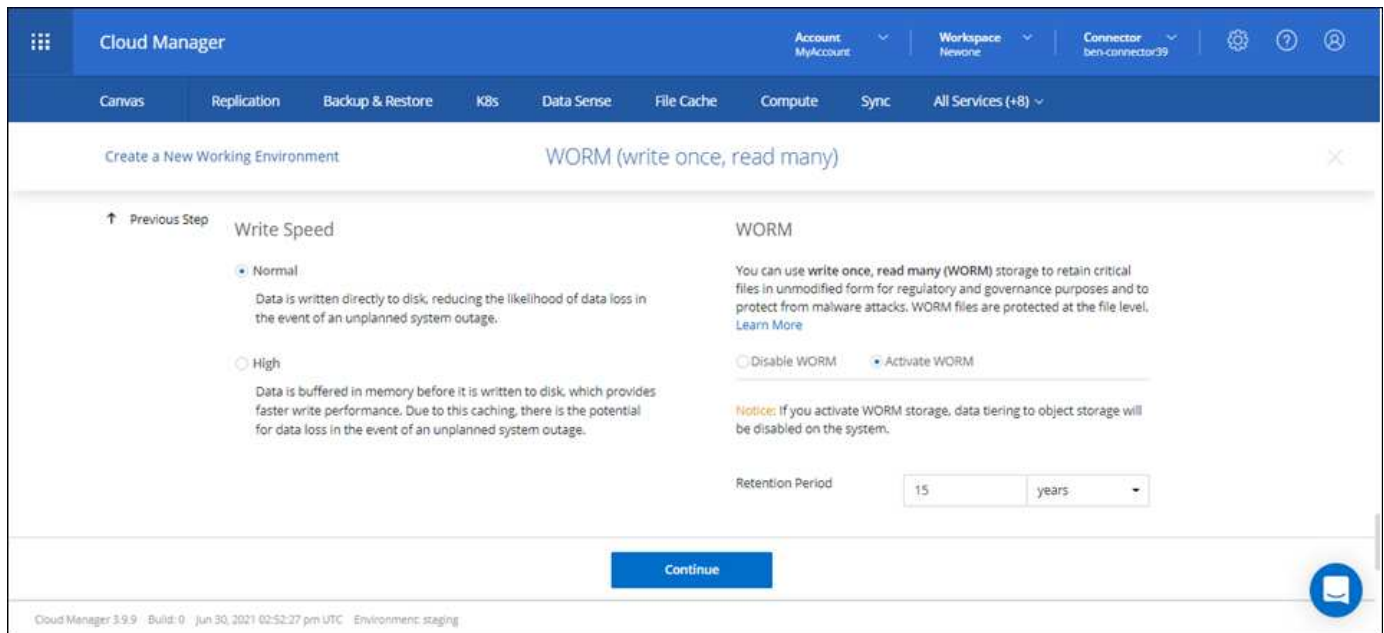 Cloud Manager
Account
MyAccount
Workspace
Newone
Connector
ben-connector39
Canvas
Replication
Backup & Restore
K8s
Data Sense
File Cache
Compute
Sync
All Services (+8)
Create a New Working Environment
WORM (write once, read many)
↑ Previous Step
Write Speed
Normal
Data is written directly to disk, reducing the likelihood of data loss in
the event of an unplanned system outage.
High
Data is buffered in memory before it is written to disk, which provides
faster write performance. Due to this caching, there is the potential
for data loss in the event of an unplanned system outage.
WORM
You can use write once, read many (WORM) storage to retain critical
files in unmodified form for regulatory and governance purposes and to
protect from malware attacks. WORM files are protected at the file level.
Learn More
Disable WORM
Activate WORM
Notice: If you activate WORM storage, data tiering to object storage will
be disabled on the system.
Retention Period
15
years
Continue
Cloud Manager 3.9.9 Build: 0 Jun 30, 2021 02:52:27 pm UTC Environment: staging